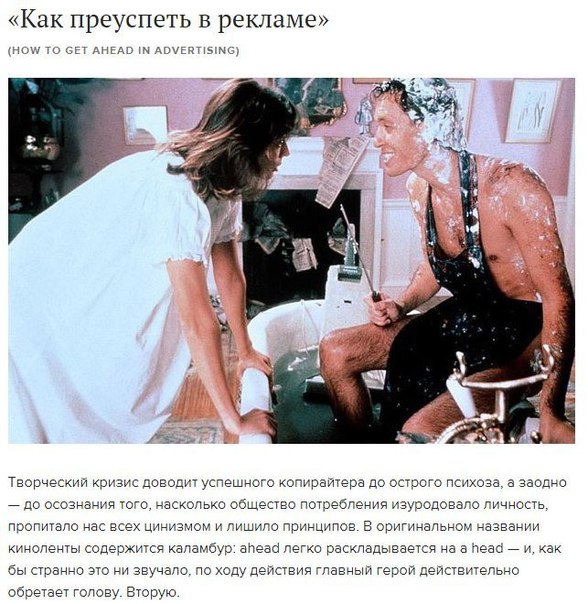 «Как преуспеть в рекламе»
(HOW TO GET AHEAD IN ADVERTISING)
Творческий кризис доводит успешного копирайтера до острого психоза, а заодно
— до осознания того, насколько общество потребления изуродовало личность,
пропитало нас всех цинизмом и лишило принципов. В оригинальном названии
киноленты содержится каламбур: ahead легко раскладывается на a head — и, как
бы странно это ни звучало, по ходу действия главный герой действительно
обретает голову. Вторую.